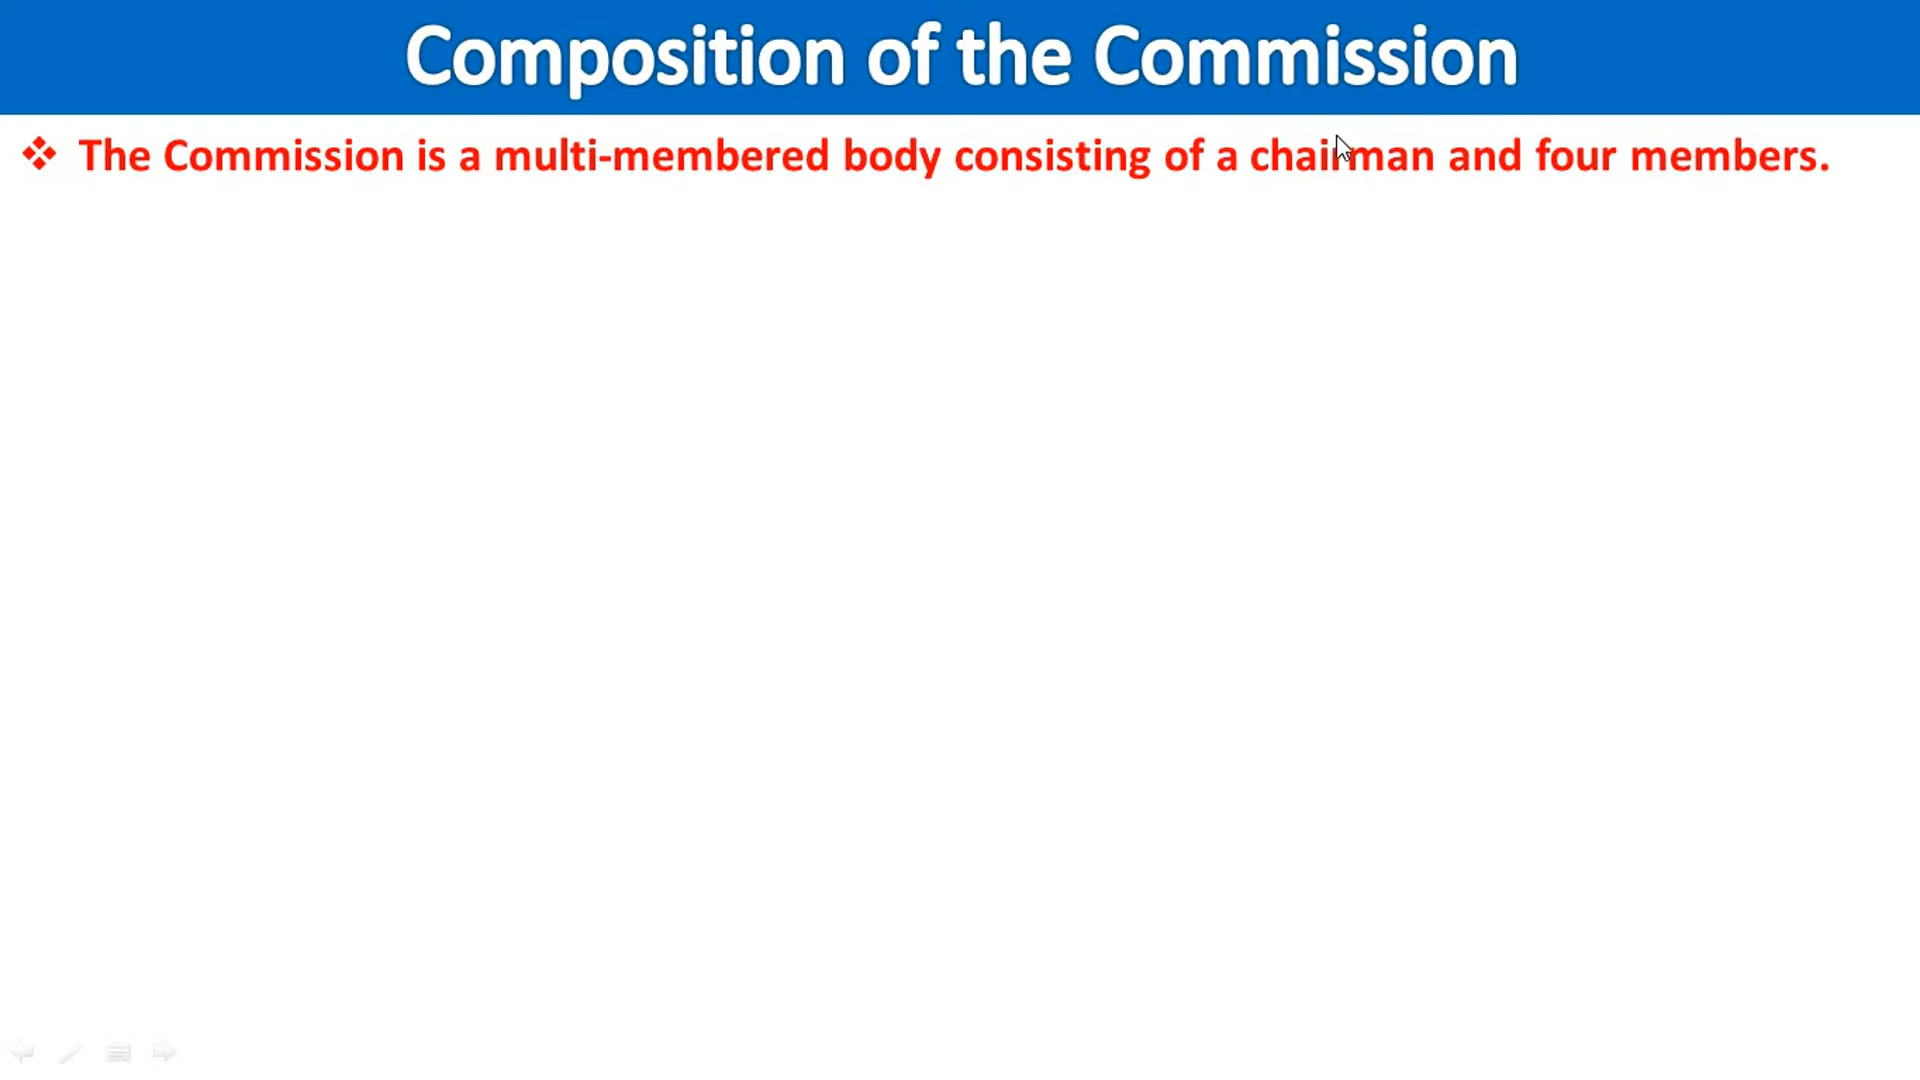 Composition of the Commission
❖ The Commission is a multi-membered body consisting of a chairman and four members.